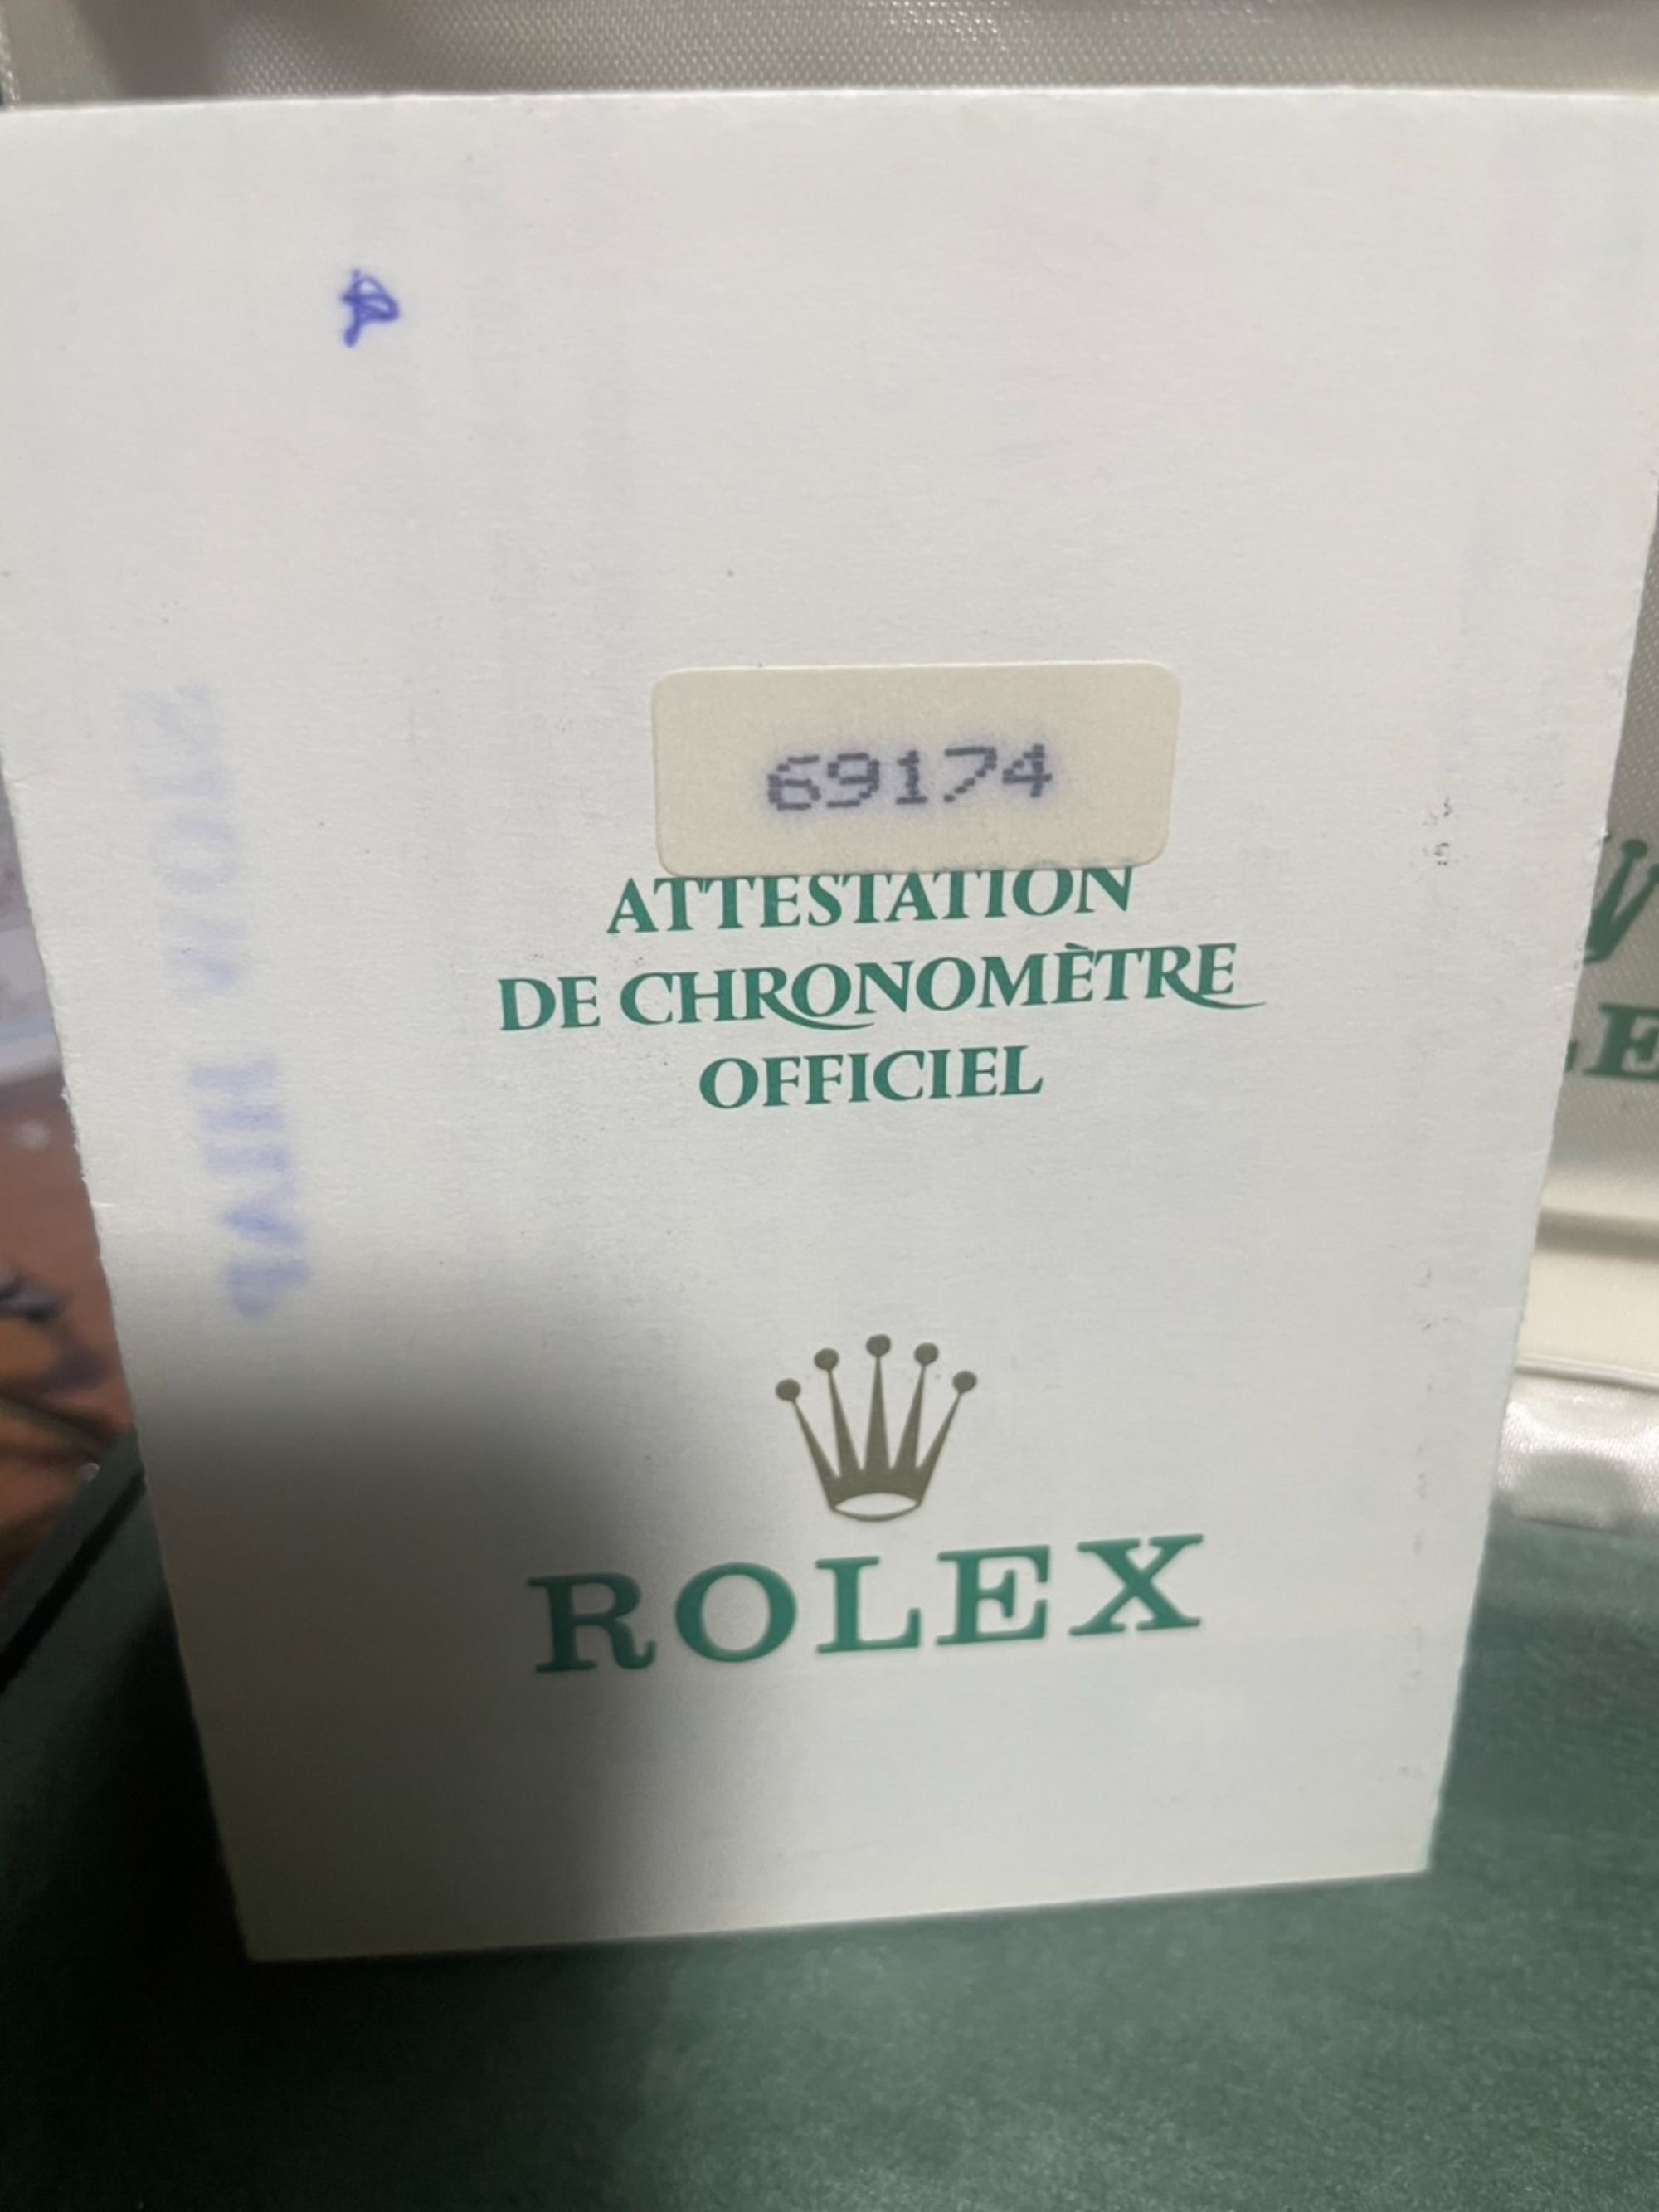 69174
ATTESTATION
DE CHRONOMÈTRE
OFFICIEL
ROLEX